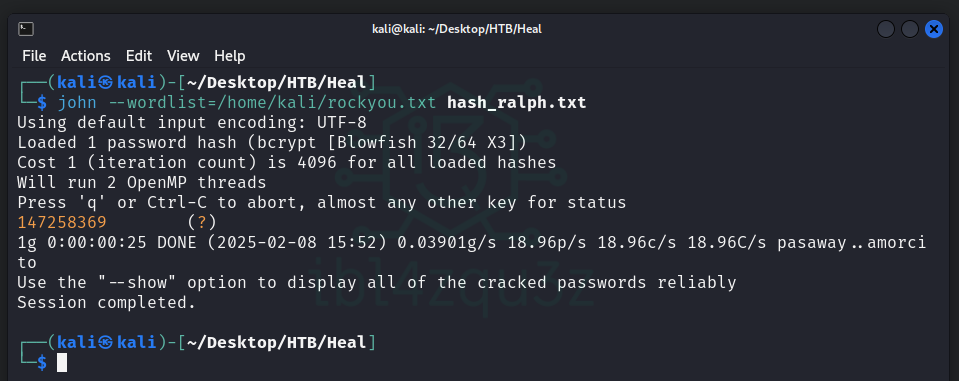 kali@kali: ~/Desktop/HTB/Heal
File Actions Edit View Help
┌──(kali㉿kali)-[~/Desktop/HTB/Heal]
└─$ john --wordlist=/home/kali/rockyou.txt hash_ralph.txt
Using default input encoding: UTF-8
Loaded 1 password hash (bcrypt [Blowfish 32/64 X3])
Cost 1 (iteration count) is 4096 for all loaded hashes
Will run 2 OpenMP threads
Press 'q' or Ctrl-C to abort, almost any other key for status
147258369        (?)
1g 0:00:00:25 DONE (2025-02-08 15:52) 0.03901g/s 18.96p/s 18.96c/s 18.96C/s pasaway..amorci
to
Use the "--show" option to display all of the cracked passwords reliably
ibl4zqu3z
Session completed.
┌──(kali㉿kali)-[~/Desktop/HTB/Heal]
└─$